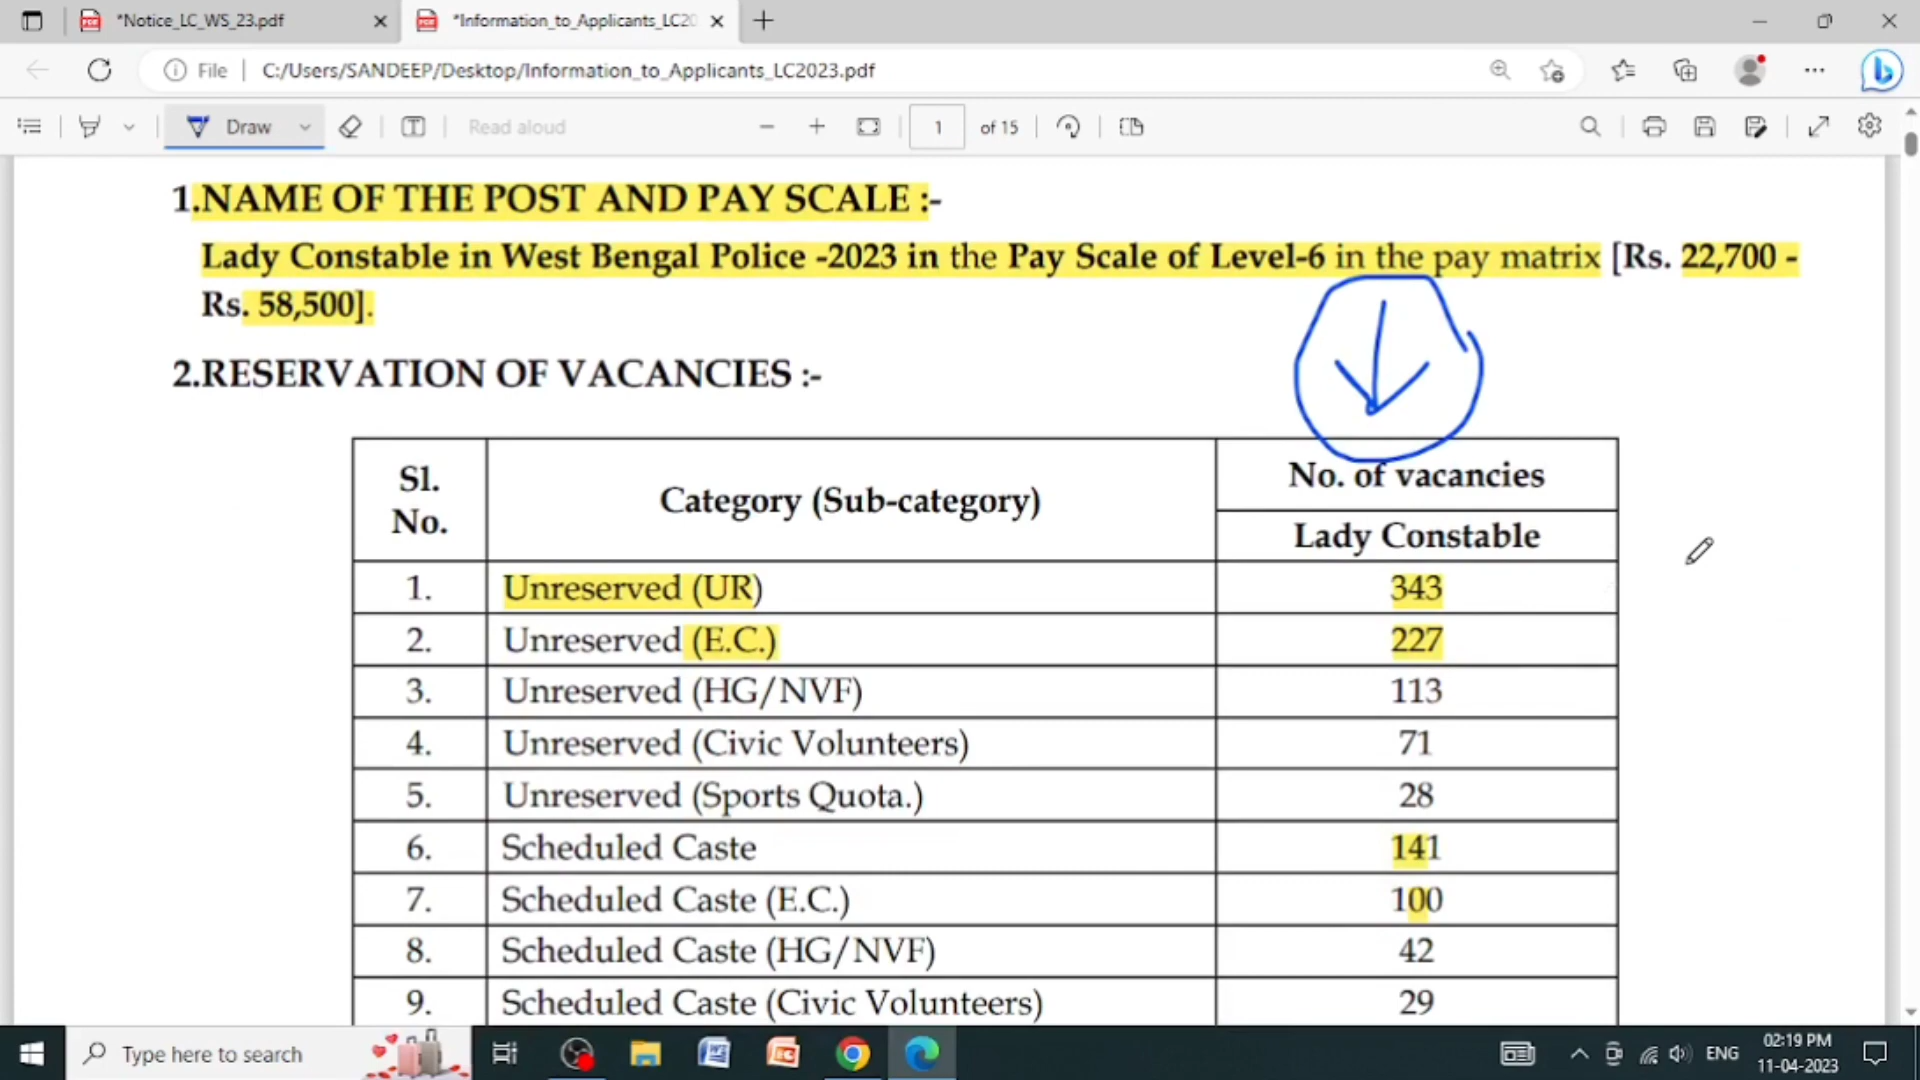 *Notice_LC_WS_23.pdf
*Information_to_Applicants_LC20
File
C:/Users/SANDEEP/Desktop/Information_to_Applicants_LC2023.pdf
Draw
Read aloud
1
of 15
1.NAME OF THE POST AND PAY SCALE :-
Lady Constable in West Bengal Police -2023 in the Pay Scale of Level-6 in the pay matrix [Rs. 22,700 -
Rs. 58,500].
2.RESERVATION OF VACANCIES :-
Sl.
No.
Category (Sub-category)
No. of vacancies
Lady Constable
1. Unreserved (UR) 343
2. Unreserved (E.C.) 227
3. Unreserved (HG/NVF) 113
4. Unreserved (Civic Volunteers) 71
5. Unreserved (Sports Quota.) 28
6. Scheduled Caste 141
7. Scheduled Caste (E.C.) 100
8. Scheduled Caste (HG/NVF) 42
9. Scheduled Caste (Civic Volunteers) 29
Type here to search
ENG
02:19 PM
11-04-2023